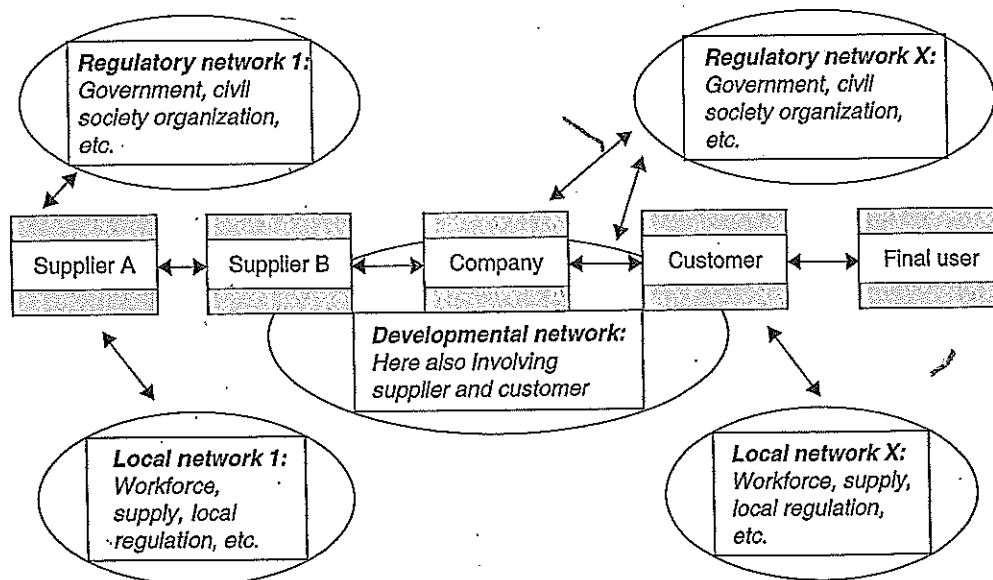 Regulatory network 1:
Government, civil
society organization,
etc.
Regulatory network X:
Government, civil
society organization,
etc.
Supplier A
Supplier B
Company
Customer
Final user
Developmental network:
Here also Involving
supplier and customer
Local network 1:
Workforce,
supply, local
regulation, etc.
Local network X:
Workforce, supply,
local regulation,
etc.